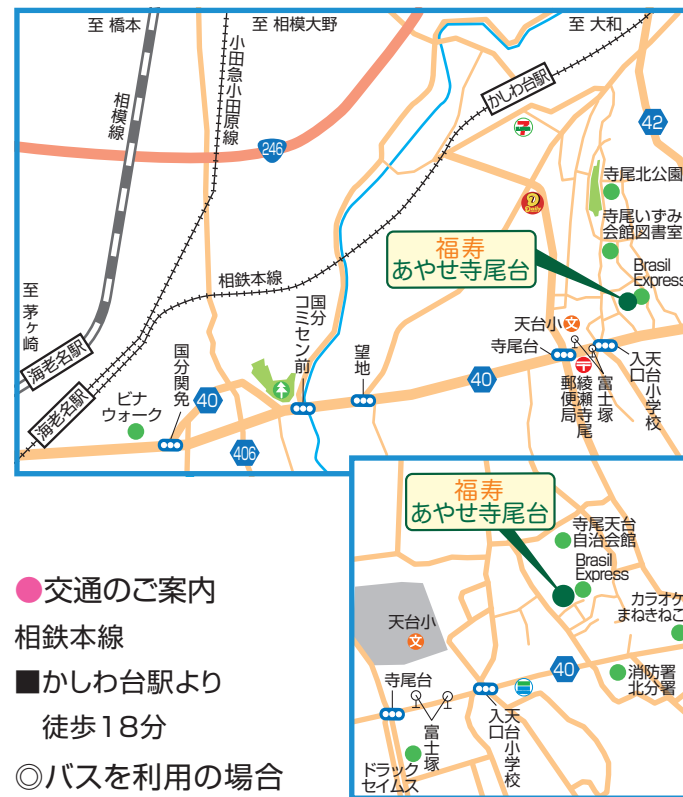 至 橋本
至 相模大野
至 大和
相模線
小田急小田原線
かしわ台駅
246
42
寺尾北公園
寺尾いずみ
会館図書室
福寿
あやせ寺尾台
Brasil
Express
相鉄本線
至 茅ヶ崎
海老名駅
海老名駅
国分
コミセン前
望地
天台小
文
寺尾台
天台小学校
入口
富士塚
綾瀬寺尾
郵便局
国分関免
40
40
ビナ
ウォーク
406
福寿
あやせ寺尾台
寺尾天台
自治会館
Brasil
Express
カラオケ
まねきねこ
天台小
文
40
消防署
北分署
寺尾台
天台小学校
入口
富士塚
ドラック
セイムス
●交通のご案内
相鉄本線
■かしわ台駅より
徒歩18分
◎バスを利用の場合